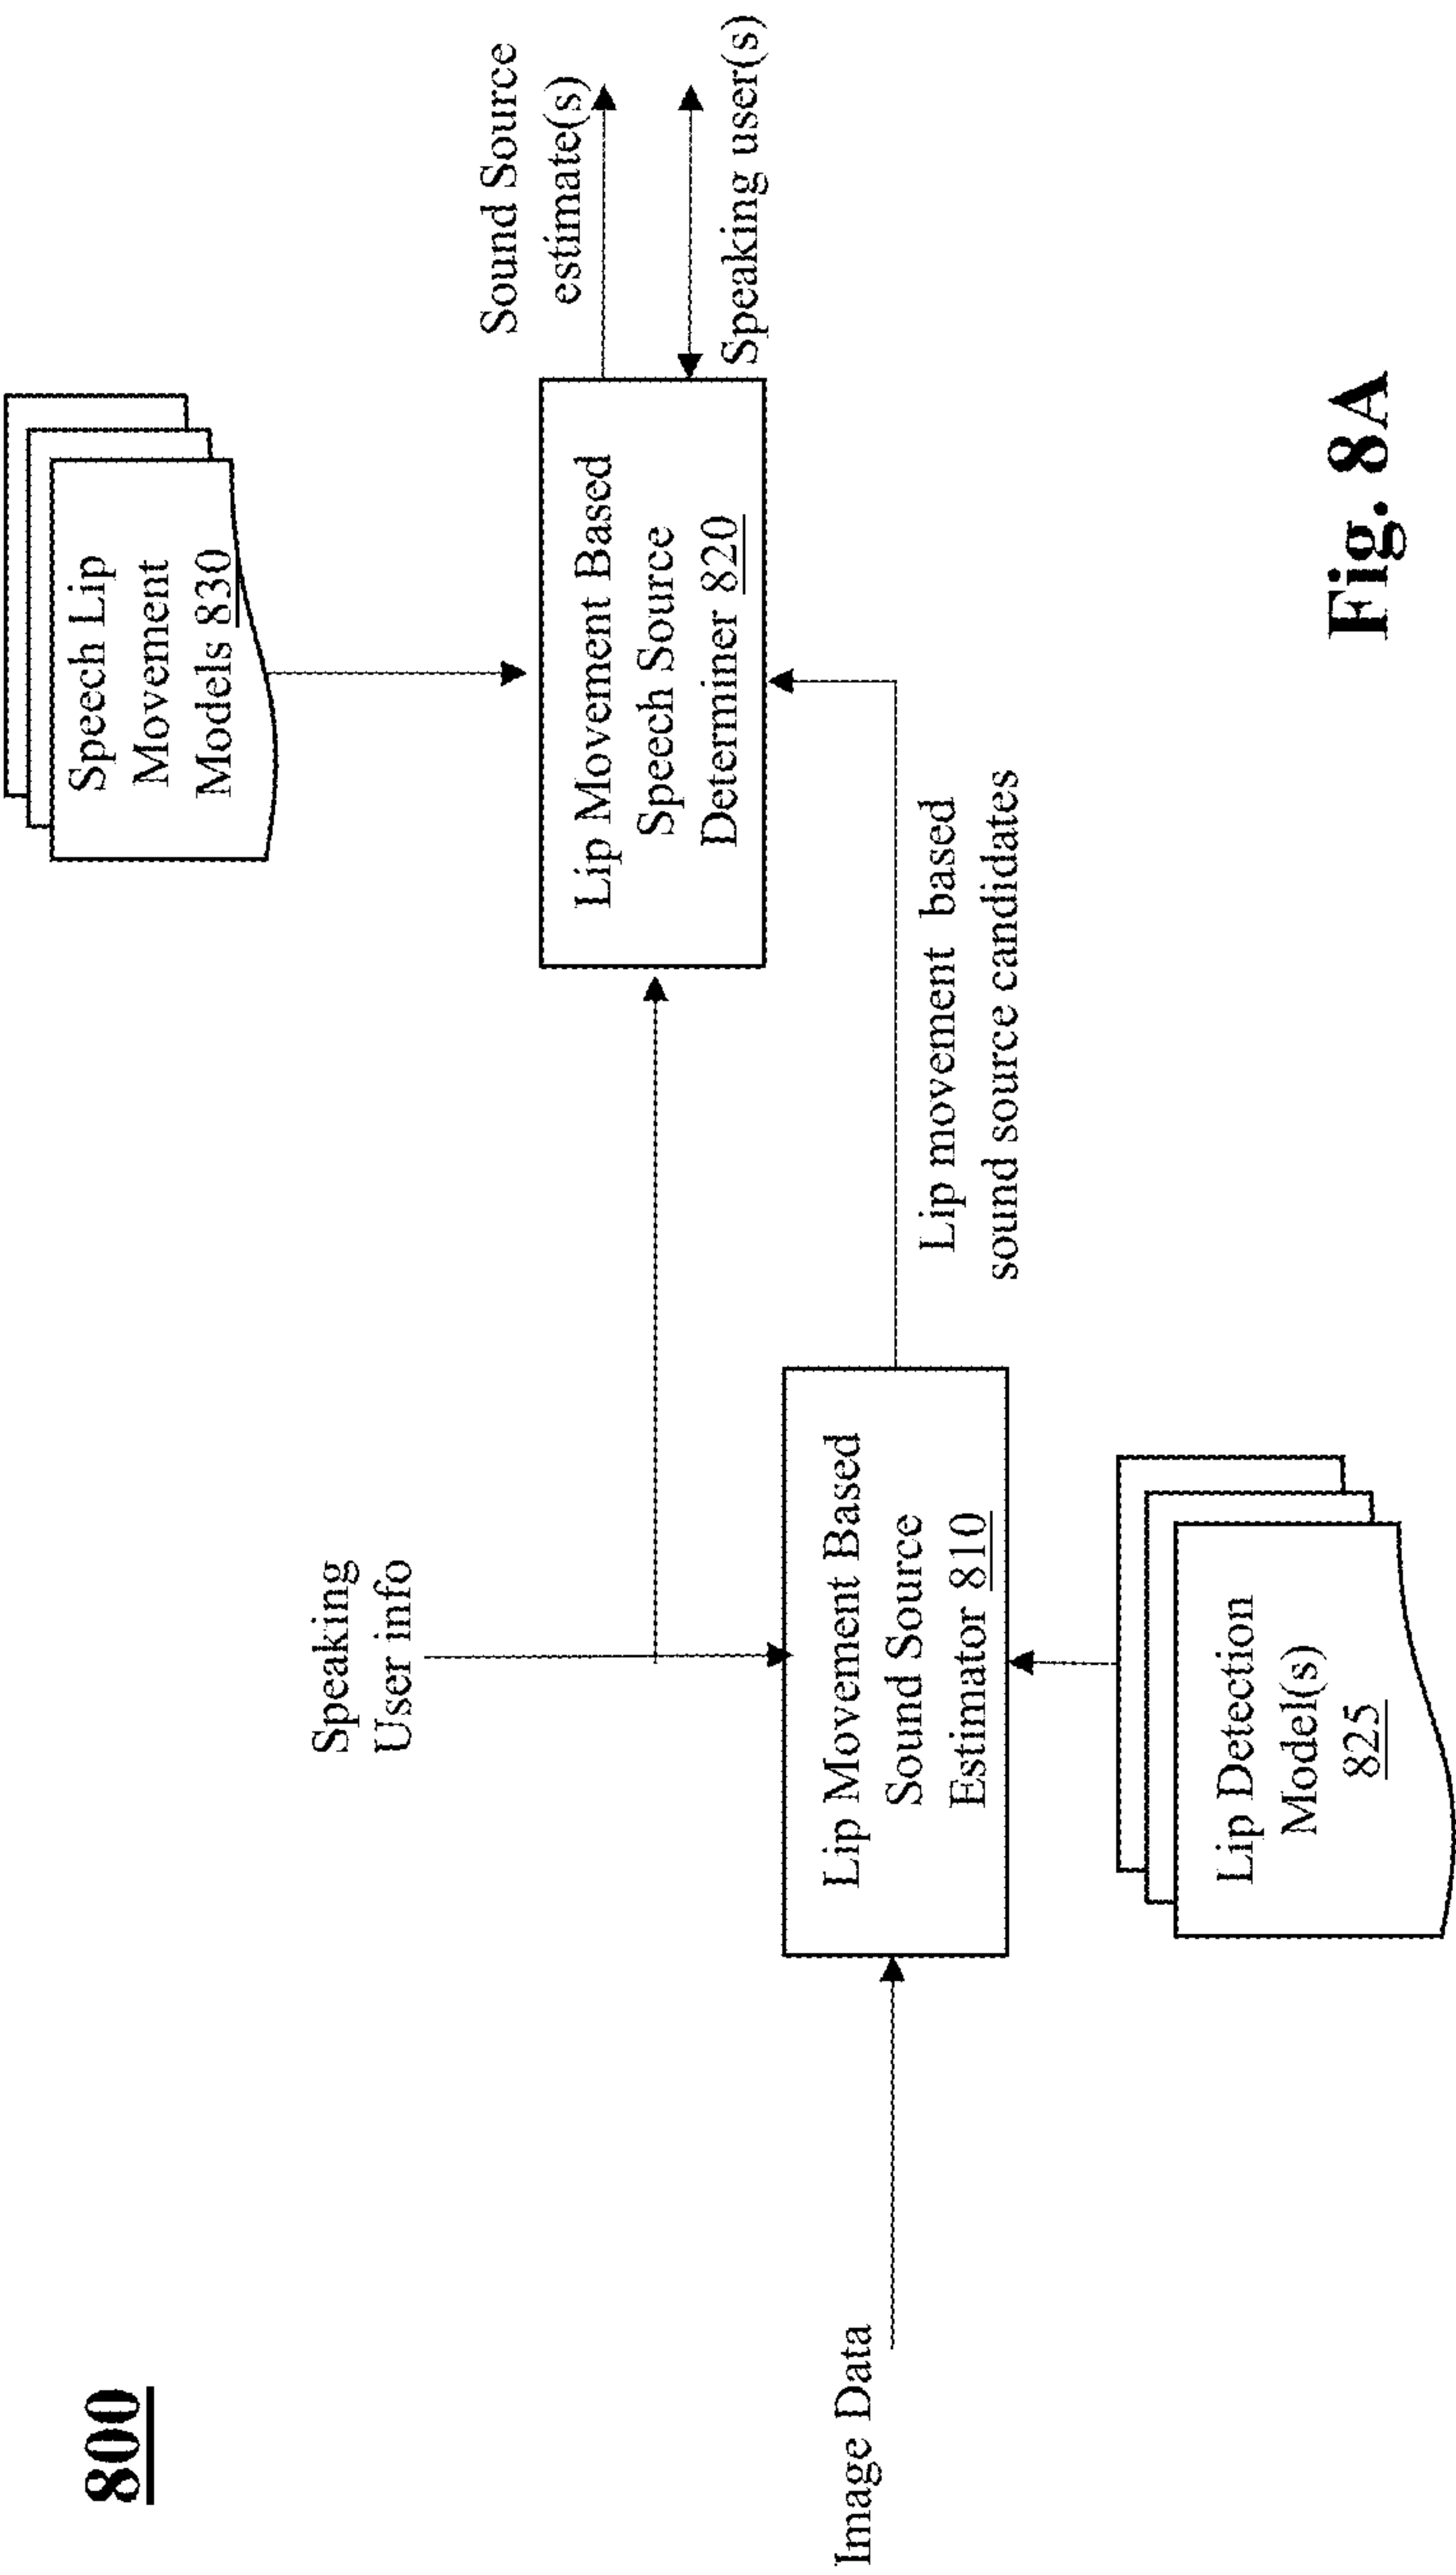 800
Speech Lip
Movement
Models 830
Sound Source
estimate(s)
Speaking
User info
Lip Movement Based
Speech Source
Determiner 820
Speaking user(s)
Image Data
Lip Movement Based
Sound Source
Estimator 810
Lip movement based
sound source candidates
Lip Detection
Model(s)
825
Fig. 8A